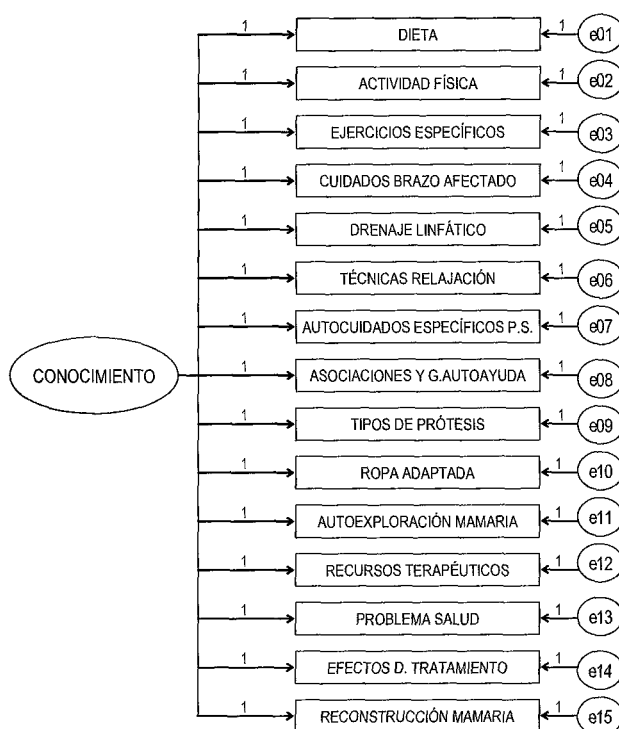 1 DIETA 1 e01
1 ACTIVIDAD FÍSICA 1 e02
1 EJERCICIOS ESPECÍFICOS 1 e03
1 CUIDADOS BRAZO AFECTADO 1 e04
1 DRENAJE LINFÁTICO 1 e05
1 TÉCNICAS RELAJACIÓN 1 e06
1 AUTOCUIDADOS ESPECÍFICOS P.S. 1 e07
CONOCIMIENTO
1 ASOCIACIONES Y G.AUTOAYUDA 1 e08
1 TIPOS DE PRÓTESIS 1 e09
1 ROPA ADAPTADA 1 e10
1 AUTOEXPLORACIÓN MAMARIA 1 e11
1 RECURSOS TERAPÉUTICOS 1 e12
1 PROBLEMA SALUD 1 e13
1 EFECTOS D. TRATAMIENTO 1 e14
1 RECONSTRUCCIÓN MAMARIA 1 e15